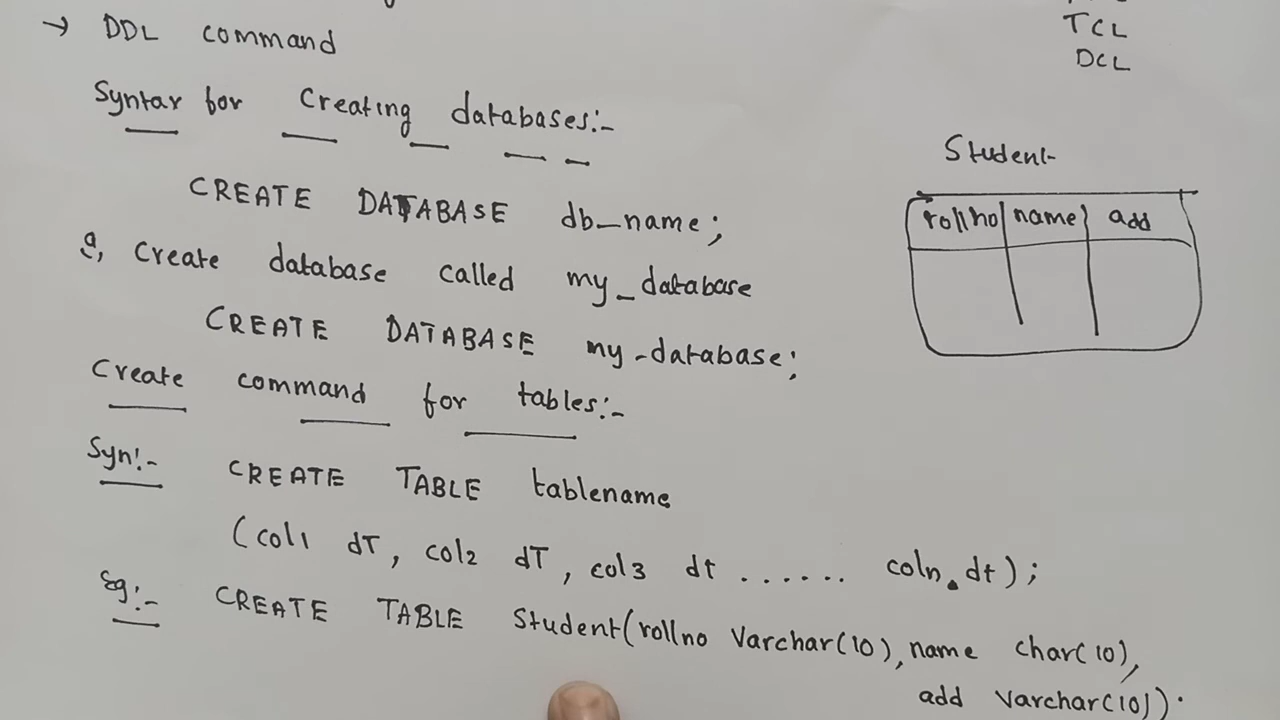 → DDL command
TCL
DCL
Syntax for creating databases:-
CREATE DATABASE db_name;
Q, Create database called my_database
CREATE DATABASE my-database;
Student-
rollno name add
Create command for tables:-
Syn:- CREATE TABLE tablename
(col1 dT, col2 dT, col3 dt ...... coln.dt);
Eg:- CREATE TABLE Student(rollno Varchar(10), name char(10),
add Varchar(10)).